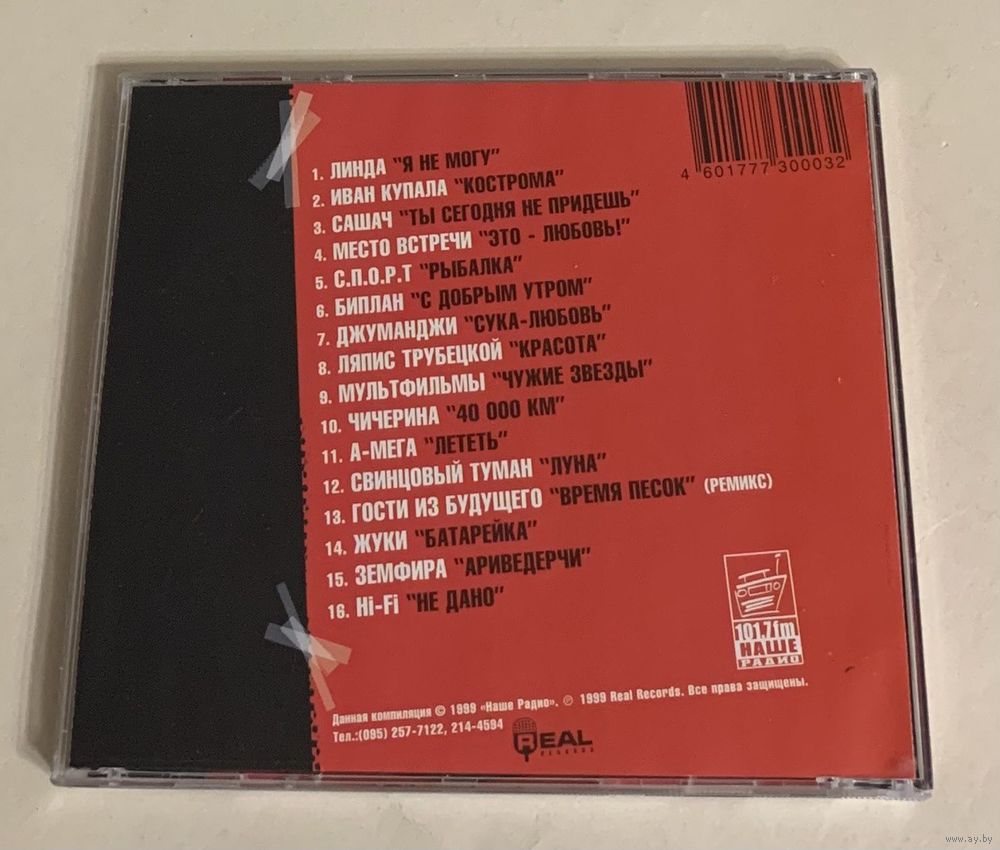 1. ЛИНДА "Я НЕ МОГУ"
2. ИВАН КУПАЛА "КОСТРОМА"
3. САШАЧ "ТЫ СЕГОДНЯ НЕ ПРИДЕШЬ"
4. МЕСТО ВСТРЕЧИ "ЭТО - ЛЮБОВЬ!"
5. С.П.О.Р.Т "РЫБАЛКА"
6. БИПЛАН "С ДОБРЫМ УТРОМ"
7. ДЖУМАНДЖИ "СУКА-ЛЮБОВЬ"
8. ЛЯПИС ТРУБЕЦКОЙ "КРАСОТА"
9. МУЛЬТФИЛЬМЫ "ЧУЖИЕ ЗВЕЗДЫ"
10. ЧИЧЕРИНА "40 000 КМ"
11. А-МЕГА "ЛЕТЕТЬ"
12. СВИНЦОВЫЙ ТУМАН "ЛУНА"
13. ГОСТИ ИЗ БУДУЩЕГО "ВРЕМЯ ПЕСОК" (РЕМИКС)
14. ЖУКИ "БАТАРЕЙКА"
15. ЗЕМФИРА "АРИВЕДЕРЧИ"
16. Hi-Fi "НЕ ДАНО"
4 601777 300032
101,7fm
НАШЕ
РАДИО
Данная компиляция © 1999 «Наше Радио». ℗ 1999 Real Records. Все права защищены.
Тел.:(095) 257-7122, 214-4594
REAL
RECORDS
www.ay.by